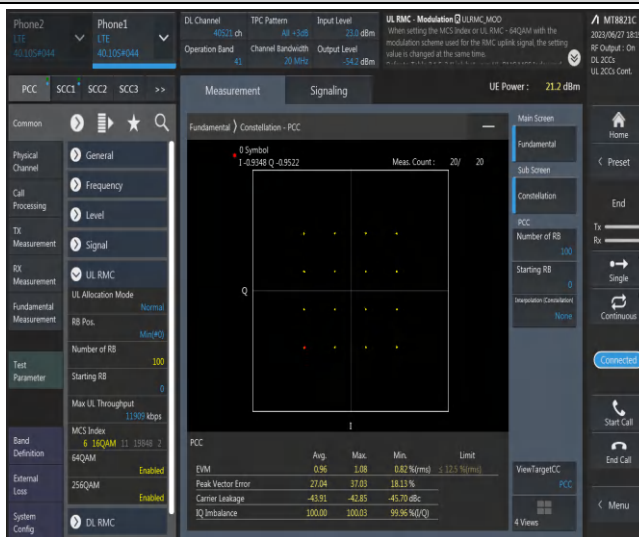 Phone2
LTE
40.10S#044
Phone1
LTE
40.10S#044
DL Channel
40521 ch
TPC Pattern
All +3dB
Input Level
23.0 dBm
Operation Band
41
Channel Bandwidth
20 MHz
Output Level
-54.2 dBm
UL RMC - Modulation ULRMC_MOD
When setting the MCS Index or UL RMC - 64QAM with the
modulation scheme used for the RMC uplink signal, the setting
value is changed at the same time.
MT8821C
2023/06/27 18:15
RF Output : On
DL 2CCs
UL 2CCs Cont.
PCC
SCC1
SCC2
SCC3
>>
Measurement
Signaling
UE Power : 21.2 dBm
Common
Physical
Channel
Call
Processing
TX
Measurement
RX
Measurement
Fundamental
Measurement
Test
Parameter
Band
Definition
External
Loss
System
Config
General
Frequency
Level
Signal
UL RMC
UL Allocation Mode
Normal
RB Pos.
Min(#0)
Number of RB
100
Starting RB
0
Max UL Throughput
11909 kbps
MCS Index
6 16QAM 11 19848 2
64QAM
Enabled
256QAM
Enabled
DL RMC
Fundamental > Constellation - PCC
0 Symbol
I -0.9348 Q -0.9522
Meas. Count : 20/ 20
Q
I
PCC
Avg. Max. Min. Limit
EVM 0.96 1.08 0.82 %(rms) ≤ 12.5 %(rms)
Peak Vector Error 27.04 37.03 18.13 %
Carrier Leakage -43.91 -42.85 -45.70 dBc
IQ Imbalance 100.00 100.03 99.96 %(I/Q)
Main Screen
Fundamental
Sub Screen
Constellation
PCC
Number of RB
100
Starting RB
0
Interpolation (Constellation)
None
ViewTargetCC
PCC
4 Views
Home
< Preset
End
Tx
Rx
Single
Continuous
Connected
Start Call
End Call
< Menu